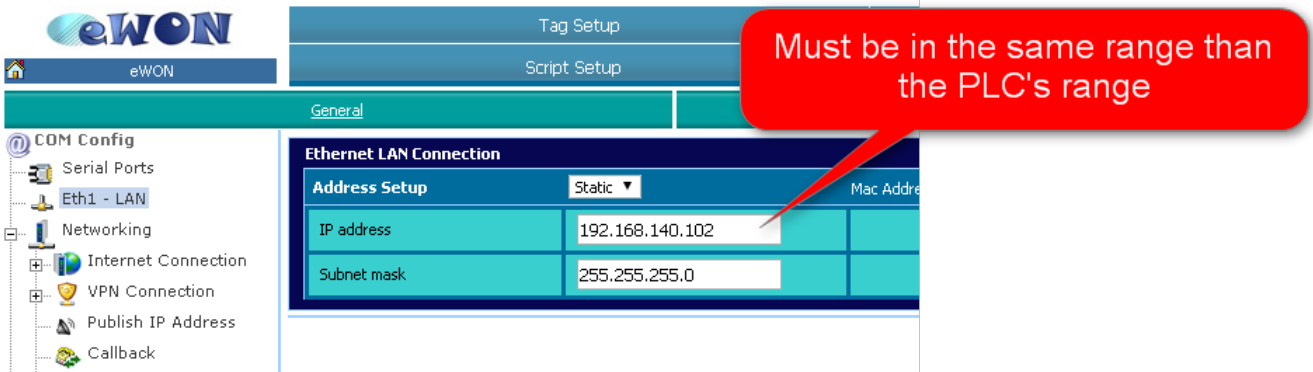 eWON
Tag Setup
eWON
Script Setup
Must be in the same range than
the PLC's range
General
COM Config
Serial Ports
Eth1 - LAN
Networking
Internet Connection
VPN Connection
Publish IP Address
Callback
Ethernet LAN Connection
Address Setup Static Mac Addre
IP address 192.168.140.102
Subnet mask 255.255.255.0